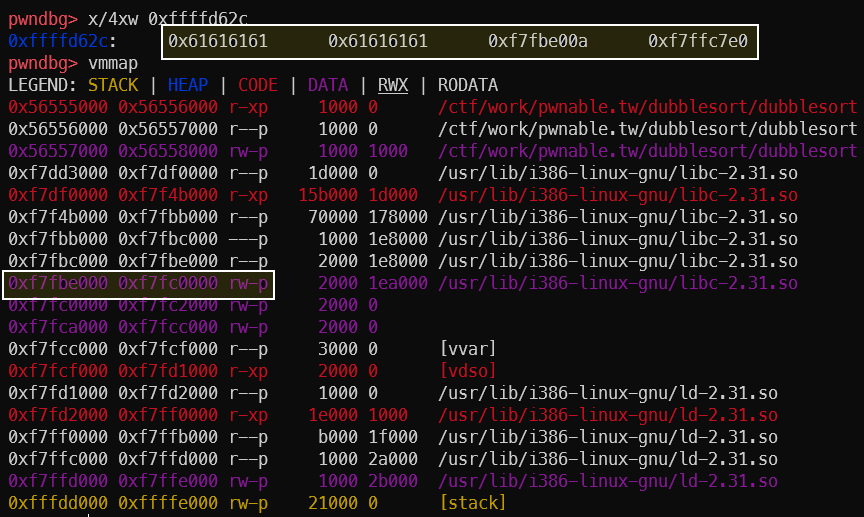 pwndbg> x/4xw 0xffffd62c
0xffffd62c: 0x61616161 0x61616161 0xf7fbe00a 0xf7ffc7e0
pwndbg> vmmap
LEGEND: STACK | HEAP | CODE | DATA | RWX | RODATA
0x56555000 0x56556000 r-xp 1000 0 /ctf/work/pwnable.tw/dubblesort/dubblesort
0x56556000 0x56557000 r--p 1000 0 /ctf/work/pwnable.tw/dubblesort/dubblesort
0x56557000 0x56558000 rw-p 1000 1000 /ctf/work/pwnable.tw/dubblesort/dubblesort
0xf7dd3000 0xf7df0000 r--p 1d000 0 /usr/lib/i386-linux-gnu/libc-2.31.so
0xf7df0000 0xf7f4b000 r-xp 15b000 1d000 /usr/lib/i386-linux-gnu/libc-2.31.so
0xf7f4b000 0xf7fbb000 r--p 70000 178000 /usr/lib/i386-linux-gnu/libc-2.31.so
0xf7fbb000 0xf7fbc000 ---p 1000 1e8000 /usr/lib/i386-linux-gnu/libc-2.31.so
0xf7fbc000 0xf7fbe000 r--p 2000 1e8000 /usr/lib/i386-linux-gnu/libc-2.31.so
0xf7fbe000 0xf7fc0000 rw-p 2000 1ea000 /usr/lib/i386-linux-gnu/libc-2.31.so
0xf7fc0000 0xf7fc2000 rw-p 2000 0
0xf7fca000 0xf7fcc000 rw-p 2000 0
0xf7fcc000 0xf7fcf000 r--p 3000 0 [vvar]
0xf7fcf000 0xf7fd1000 r-xp 2000 0 [vdso]
0xf7fd1000 0xf7fd2000 r--p 1000 0 /usr/lib/i386-linux-gnu/ld-2.31.so
0xf7fd2000 0xf7ff0000 r-xp 1e000 1000 /usr/lib/i386-linux-gnu/ld-2.31.so
0xf7ff0000 0xf7ffb000 r--p b000 1f000 /usr/lib/i386-linux-gnu/ld-2.31.so
0xf7ffc000 0xf7ffd000 r--p 1000 2a000 /usr/lib/i386-linux-gnu/ld-2.31.so
0xf7ffd000 0xf7ffe000 rw-p 1000 2b000 /usr/lib/i386-linux-gnu/ld-2.31.so
0xfffdd000 0xffffe000 rw-p 21000 0 [stack]